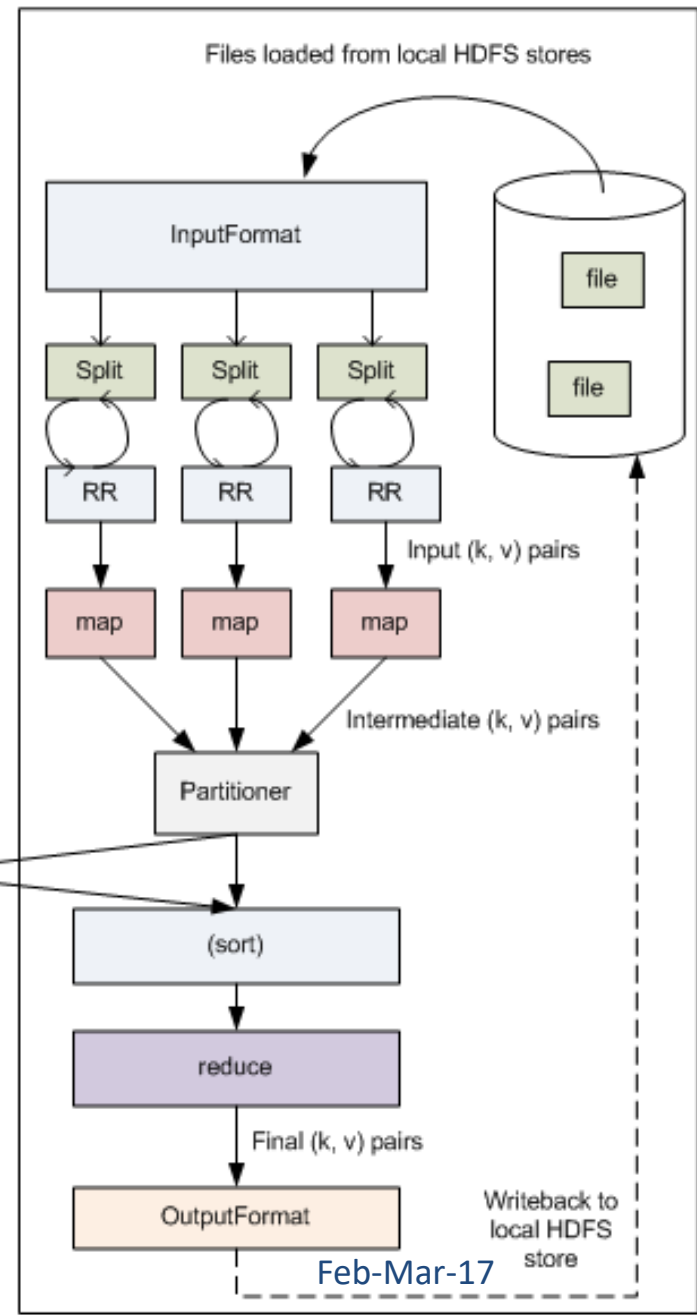 Files loaded from local HDFS stores
InputFormat
file
Split
Split
Split
file
RR
RR
RR
Input (k, v) pairs
map
map
map
Intermediate (k, v) pairs
Partitioner
(sort)
reduce
Final (k, v) pairs
OutputFormat
Writeback to
local HDFS
store
Feb-Mar-17